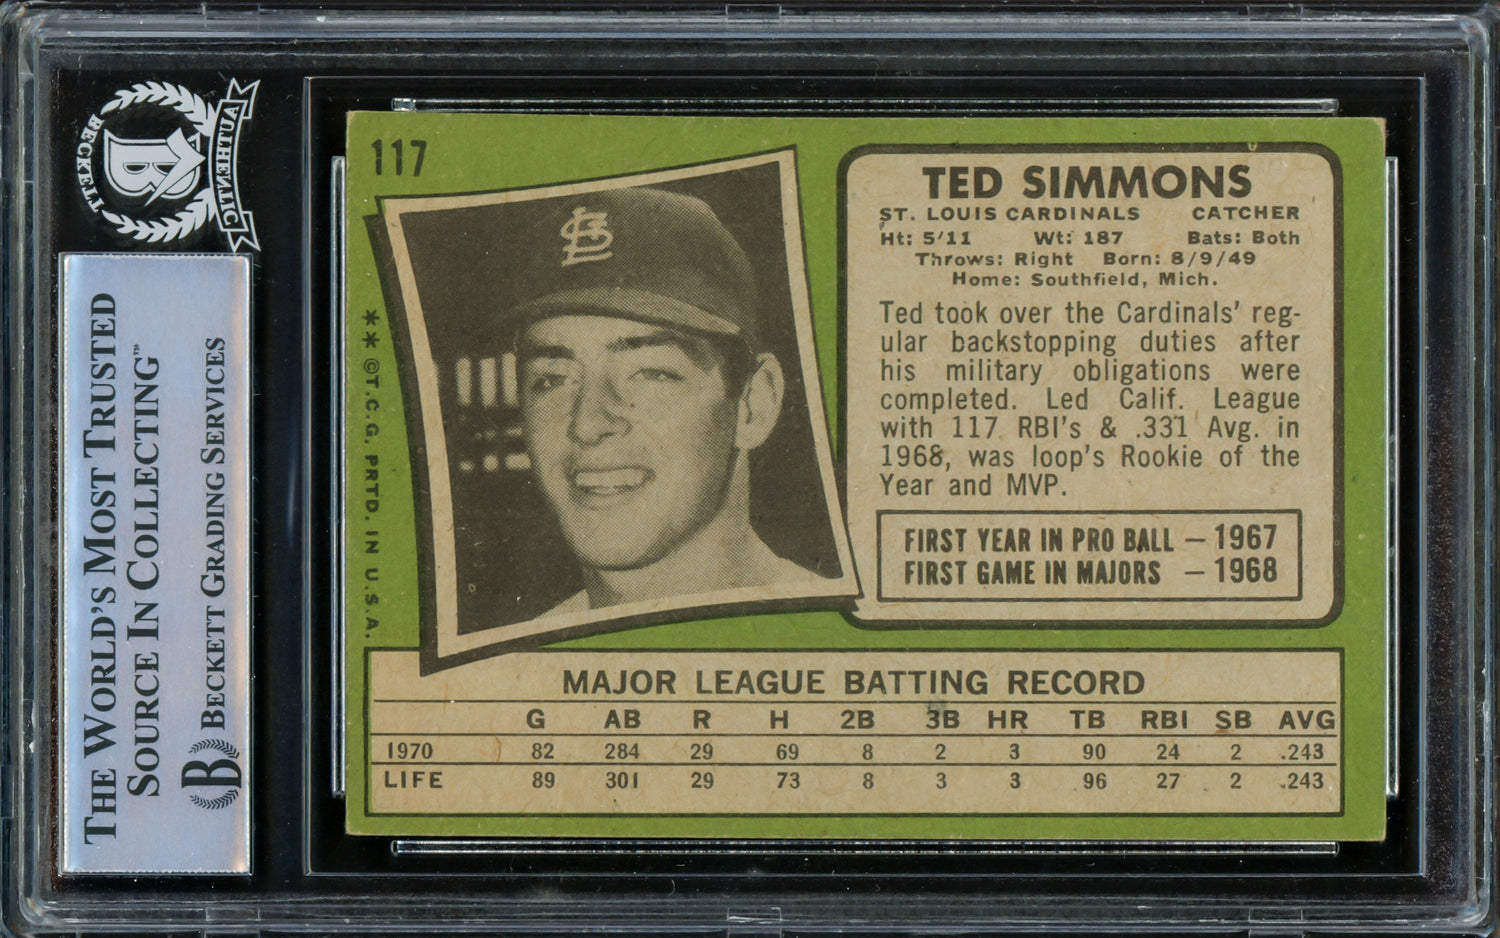 BECKETT
AUTHENTIC
B
THE WORLD'S MOST TRUSTED
SOURCE IN COLLECTING™
B BECKETT GRADING SERVICES
117
StL
** ©T.C.G. PRTD. IN U.S.A.
TED SIMMONS
ST. LOUIS CARDINALS CATCHER
Ht: 5'11 Wt: 187 Bats: Both
Throws: Right Born: 8/9/49
Home: Southfield, Mich.
Ted took over the Cardinals' reg-
ular backstopping duties after
his military obligations were
completed. Led Calif. League
with 117 RBI's & .331 Avg. in
1968, was loop's Rookie of the
Year and MVP.
FIRST YEAR IN PRO BALL — 1967
FIRST GAME IN MAJORS — 1968
MAJOR LEAGUE BATTING RECORD
G AB R H 2B 3B HR TB RBI SB AVG
1970 82 284 29 69 8 2 3 90 24 2 .243
LIFE 89 301 29 73 8 3 3 96 27 2 .243